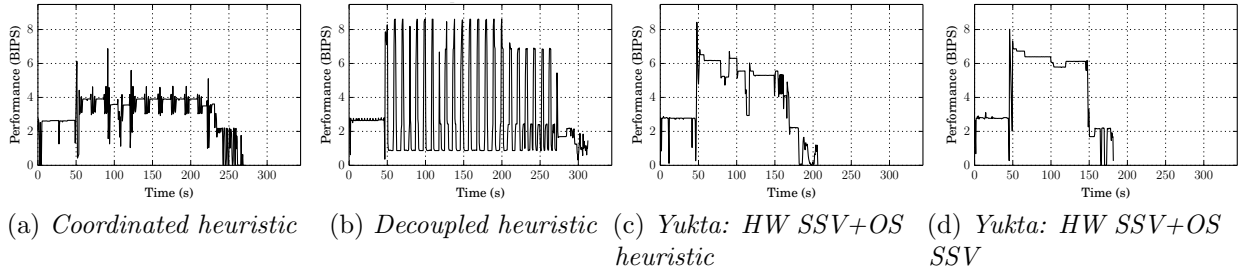 Performance (BIPS)
8
6
4
2
0
0 50 100 150 200 250 300
Time (s)
(a) Coordinated heuristic
Performance (BIPS)
8
6
4
2
0
0 50 100 150 200 250 300
Time (s)
(b) Decoupled heuristic
Performance (BIPS)
8
6
4
2
0
0 50 100 150 200 250 300
Time (s)
(c) Yukta: HW SSV+OS
heuristic
Performance (BIPS)
8
6
4
2
0
0 50 100 150 200 250 300
Time (s)
(d) Yukta: HW SSV+OS
SSV